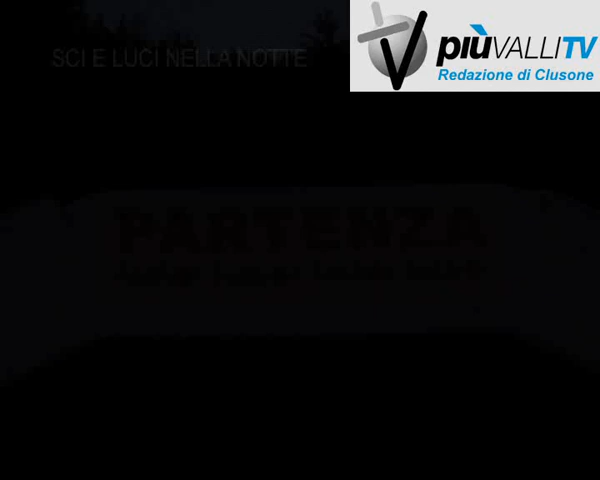 più VALLI TV
Redazione di Clusone
SCI E LUCI NELLA NOTTE
PARTENZA